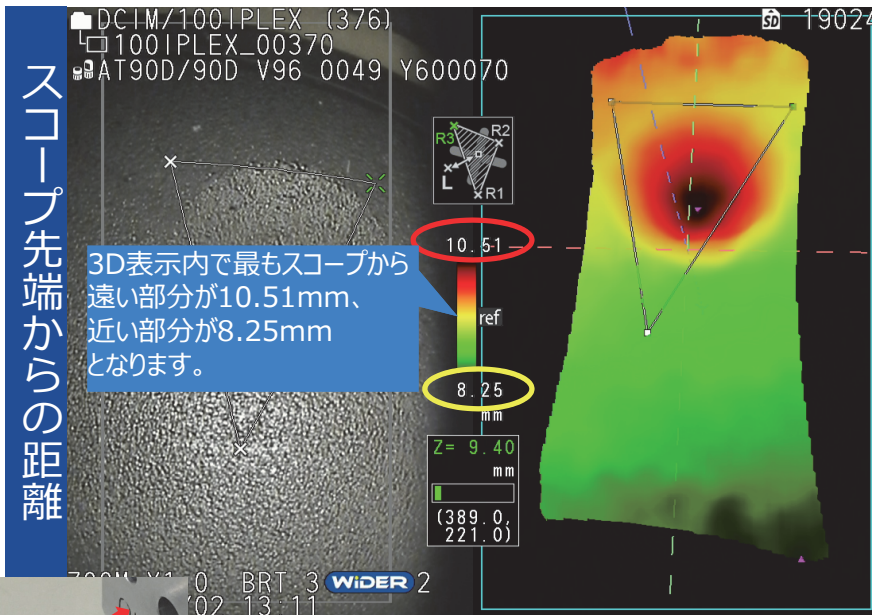 DCIM/100IPLEX (376)
100IPLEX_00370
AT90D/90D V96 0049 Y600070
SD 19024
スコープ先端からの距離
R3
R2
L
R1
10.51
3D表示内で最もスコープから
遠い部分が10.51mm、
近い部分が8.25mm
となります。
ref
8.25
mm
Z= 9.40
mm
(389.0,
221.0)
BRT.3 WiDER 2
/02 13:11